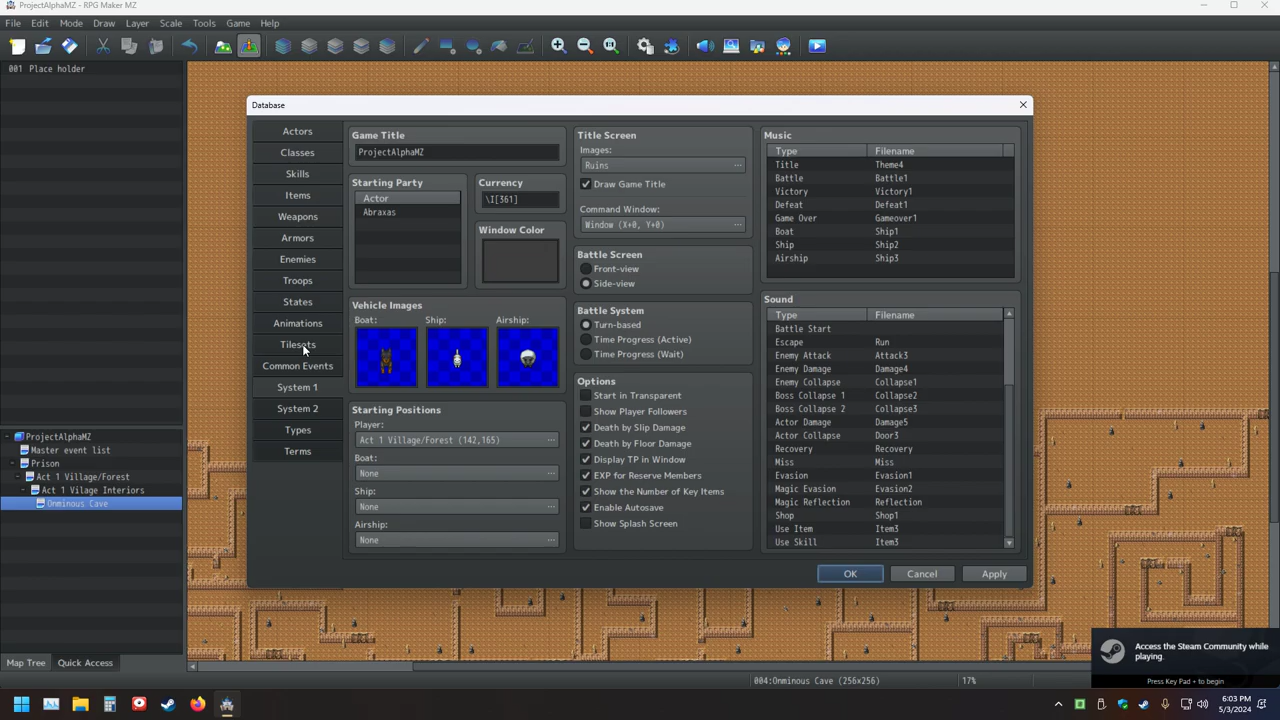 ProjectAlphaMZ - RPG Maker MZ
File Edit Mode Draw Layer Scale Tools Game Help
001 Place holder
Database
Actors
Classes
Skills
Items
Weapons
Armors
Enemies
Troops
States
Animations
Tilesets
Common Events
System 1
System 2
Types
Terms
Game Title
ProjectAlphaMZ
Starting Party
Actor
Abraxas
Currency
\I[361]
Window Color
Vehicle Images
Boat: Ship: Airship:
Starting Positions
Player:
Act 1 Village/Forest (142,165) ...
Boat:
None ...
Ship:
None ...
Airship:
None ...
Title Screen
Images:
Ruins ...
Draw Game Title
Command Window:
Window (X+0, Y+0) ...
Battle Screen
Front-view
Side-view
Battle System
Turn-based
Time Progress (Active)
Time Progress (Wait)
Options
Start in Transparent
Show Player Followers
Death by Slip Damage
Death by Floor Damage
Display TP in Window
EXP for Reserve Members
Show the Number of Key Items
Enable Autosave
Show Splash Screen
Music
Type Filename
Title Theme4
Battle Battle1
Victory Victory1
Defeat Defeat1
Game Over Gameover1
Boat Ship1
Ship Ship2
Airship Ship3
Sound
Type Filename
Battle Start
Escape Run
Enemy Attack Attack3
Enemy Damage Damage4
Enemy Collapse Collapse1
Boss Collapse 1 Collapse2
Boss Collapse 2 Collapse3
Actor Damage Damage5
Actor Collapse Door3
Recovery Recovery
Miss Miss
Evasion Evasion1
Magic Evasion Evasion2
Magic Reflection Reflection
Shop Shop1
Use Item Item3
Use Skill Item3
OK Cancel Apply
ProjectAlphaMZ
Master event list
Prison
Act 1 Village/Forest
Act 1 Vilage Interiors
Onminous Cave
Map Tree Quick Access
004:Onminous Cave (256×256) 17%
Access the Steam Community while
playing.
Press Key Pad + to begin
6:03 PM
5/3/2024